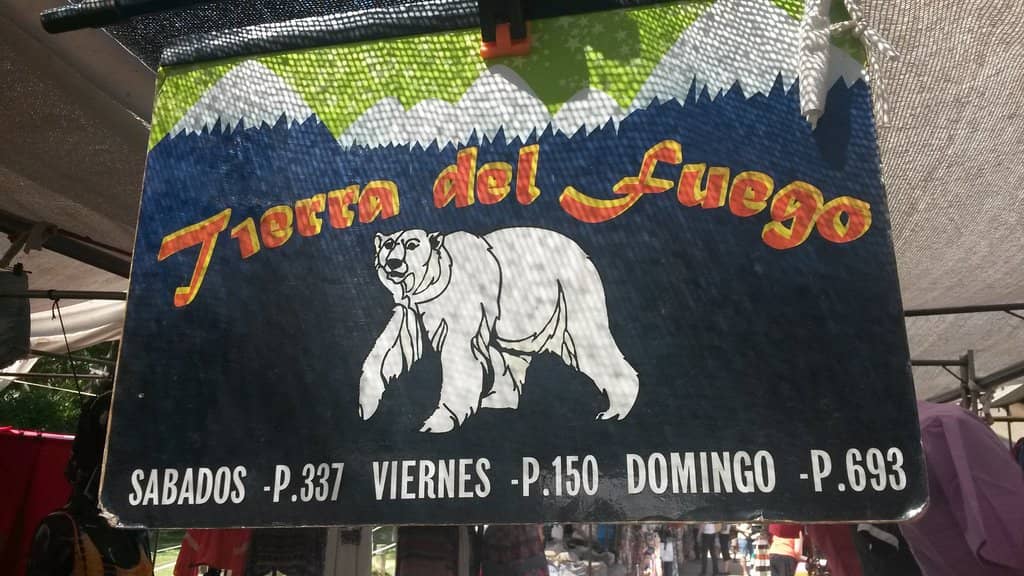 Tierra del Fuego
SABADOS -P.337 VIERNES -P.150 DOMINGO -P.693